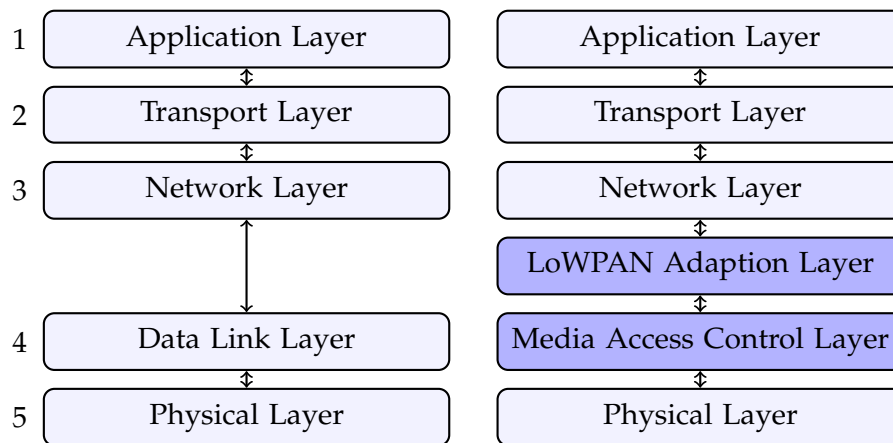 1 Application Layer Application Layer
2 Transport Layer Transport Layer
3 Network Layer Network Layer
LoWPAN Adaption Layer
4 Data Link Layer Media Access Control Layer
5 Physical Layer Physical Layer